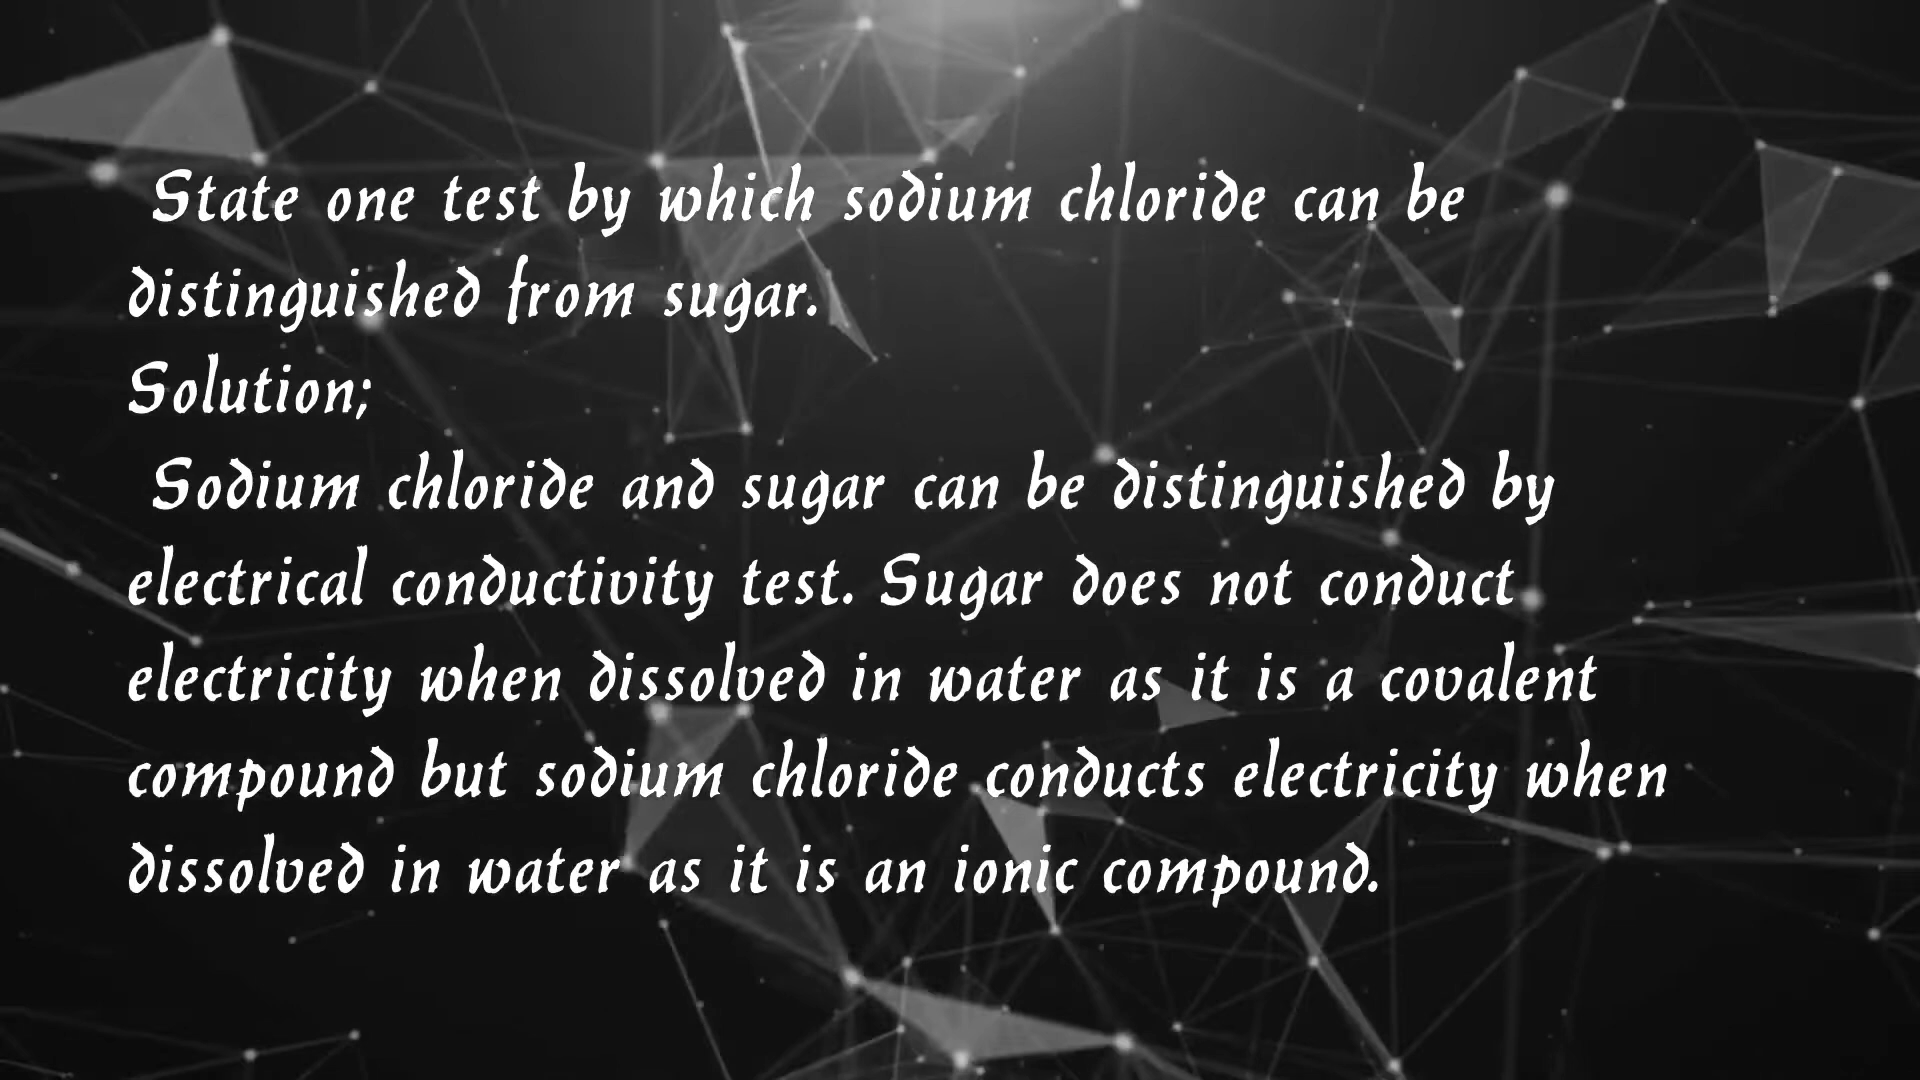 State one test by which sodium chloride can be
distinguished from sugar.
Solution;
Sodium chloride and sugar can be distinguished by
electrical conductivity test. Sugar does not conduct
electricity when dissolved in water as it is a covalent
compound but sodium chloride conducts electricity when
dissolved in water as it is an ionic compound.